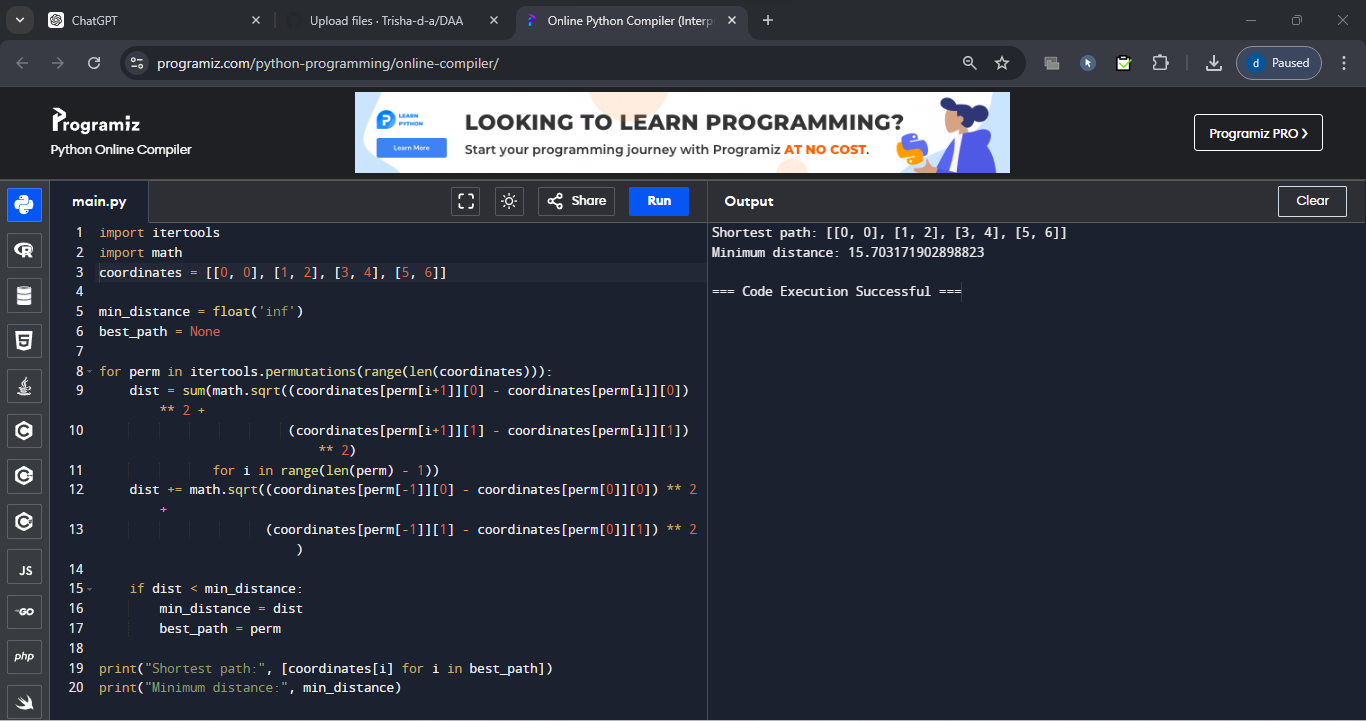 ChatGPT
Upload files · Trisha-d-a/DAA
Online Python Compiler (Interp
programiz.com/python-programming/online-compiler/
d Paused
Programiz
Python Online Compiler
LEARN
PYTHON
Learn More
LOOKING TO LEARN PROGRAMMING?
Start your programming journey with Programiz AT NO COST.
Programiz PRO
main.py
Share
Run
Output
Clear
1 import itertools
2 import math
3 coordinates = [[0, 0], [1, 2], [3, 4], [5, 6]]
4
5 min_distance = float('inf')
6 best_path = None
7
8 for perm in itertools.permutations(range(len(coordinates))):
9 dist = sum(math.sqrt((coordinates[perm[i+1]][0] - coordinates[perm[i]][0])
** 2 +
10 (coordinates[perm[i+1]][1] - coordinates[perm[i]][1])
** 2)
11 for i in range(len(perm) - 1))
12 dist += math.sqrt((coordinates[perm[-1]][0] - coordinates[perm[0]][0]) ** 2
+
13 (coordinates[perm[-1]][1] - coordinates[perm[0]][1]) ** 2
)
14
15 if dist < min_distance:
16 min_distance = dist
17 best_path = perm
18
19 print("Shortest path:", [coordinates[i] for i in best_path])
20 print("Minimum distance:", min_distance)
Shortest path: [[0, 0], [1, 2], [3, 4], [5, 6]]
Minimum distance: 15.703171902898823
=== Code Execution Successful ===
R
5
C
C
C
JS
GO
php